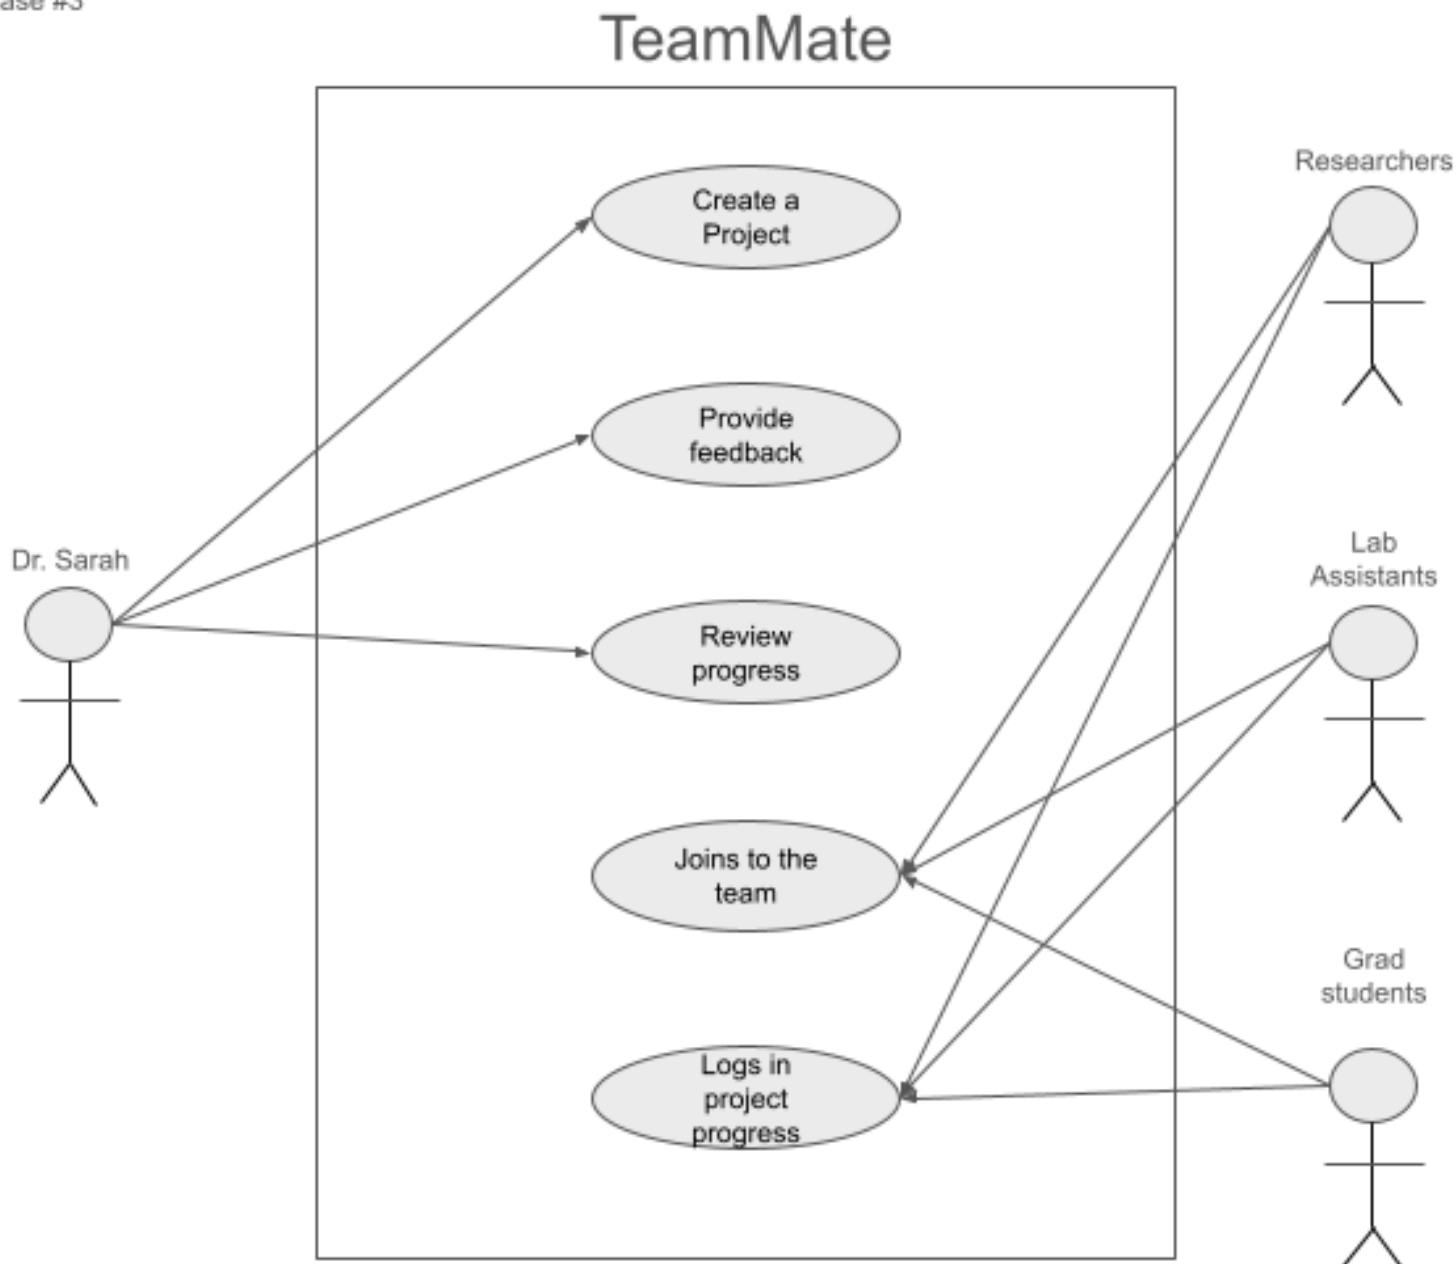 #3
TeamMate
Create a
Project
Researchers
Provide
feedback
Dr. Sarah
Lab
Assistants
Review
progress
Joins to the
team
Grad
students
Logs in
project
progress